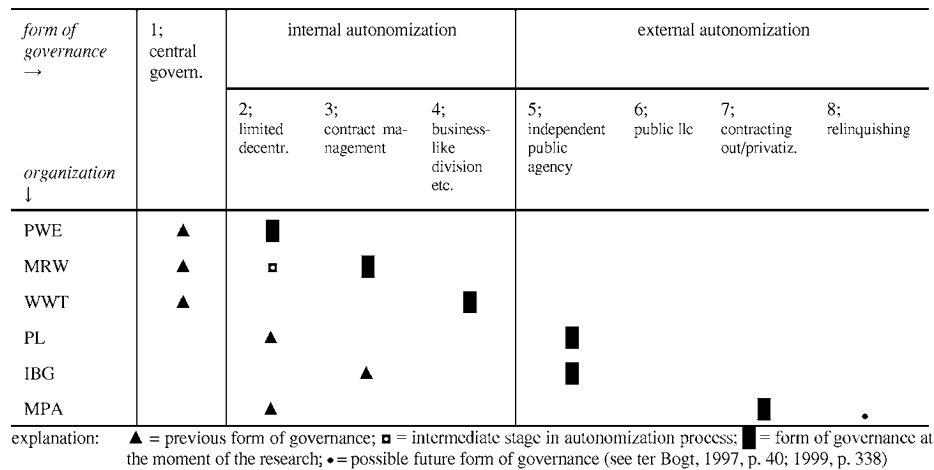 form of governance → 1; central govern. internal autonomization external autonomization
organization ↓ 2; limited decentr. 3; contract ma-nagement 4; business-like division etc. 5; independent public agency 6; public llc 7; contracting out/privatiz. 8; relinquishing
PWE ▲ ■
MRW ▲ ◘ ■
WWT ▲ ■
PL ▲ ■
IBG ▲ ■
MPA ▲ ■ •
explanation: ▲ = previous form of governance; ◘ = intermediate stage in autonomization process; ■ = form of governance at
the moment of the research; • = possible future form of governance (see ter Bogt, 1997, p. 40; 1999, p. 338)